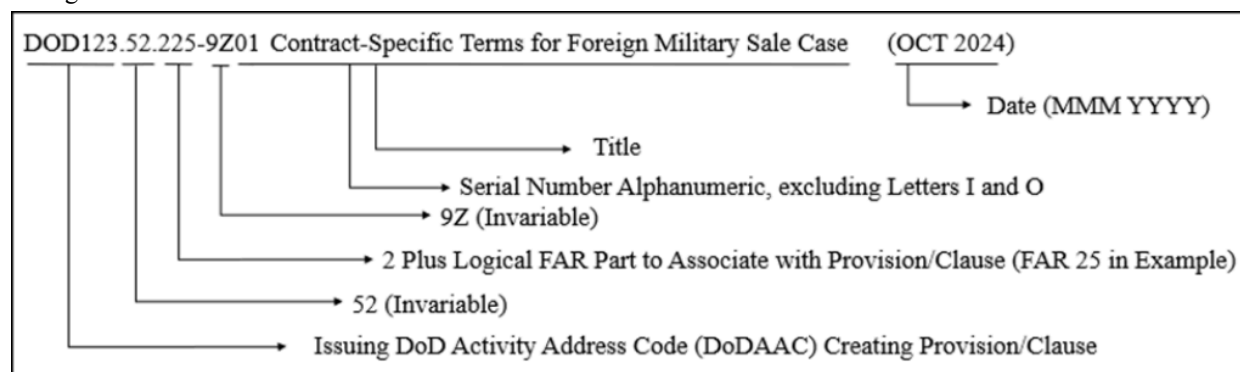 DOD123.52.225-9Z01 Contract-Specific Terms for Foreign Military Sale Case (OCT 2024)
Date (MMM YYYY)
Title
Serial Number Alphanumeric, excluding Letters I and O
9Z (Invariable)
2 Plus Logical FAR Part to Associate with Provision/Clause (FAR 25 in Example)
52 (Invariable)
Issuing DoD Activity Address Code (DoDAAC) Creating Provision/Clause